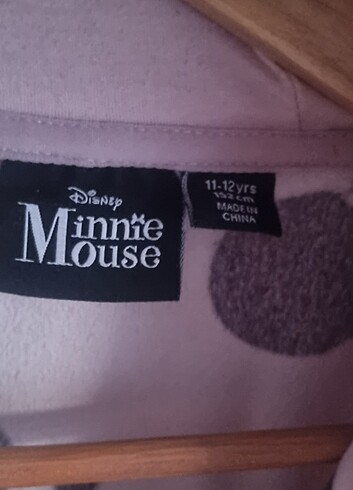 Disney
Minnie
Mouse
11-12yrs
152 cm
MADE IN
CHINA